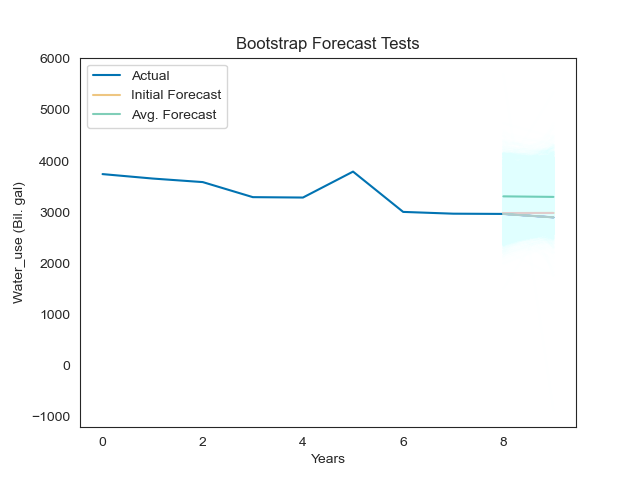 Bootstrap Forecast Tests
Actual
Initial Forecast
Avg. Forecast
6000
5000
4000
3000
2000
1000
0
−1000
Water_use (Bil. gal)
0 2 4 6 8
Years